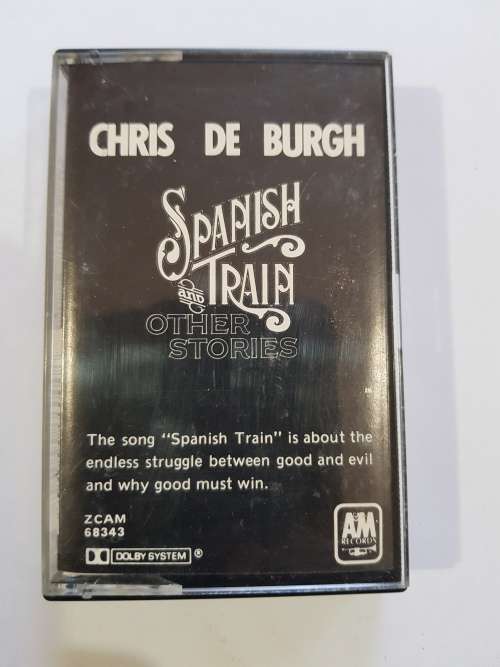 CHRIS DE BURGH
SPANISH
and TRAIN
OTHER
STORIES
The song "Spanish Train" is about the
endless struggle between good and evil
and why good must win.
ZCAM
68343
DOLBY SYSTEM ®
A&M
RECORDS